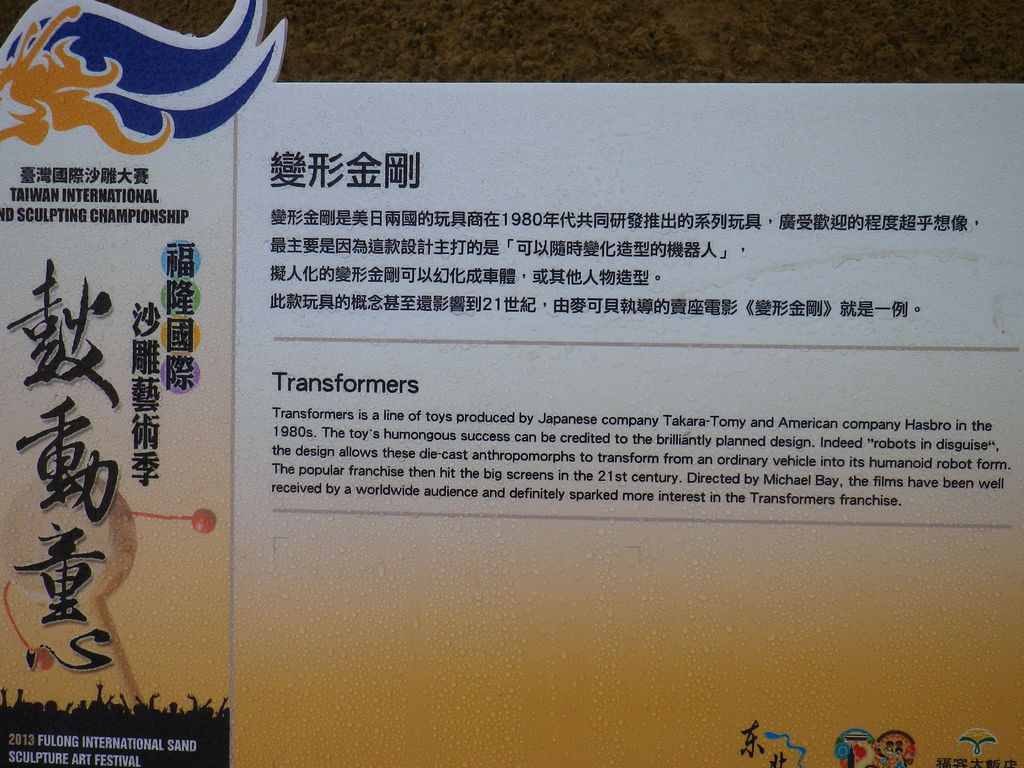 臺灣國際沙雕大賽
TAIWAN INTERNATIONAL
ND SCULPTING CHAMPIONSHIP
福隆國際
沙雕藝術季
鼓動童心
2013 FULONG INTERNATIONAL SAND
SCULPTURE ART FESTIVAL
變形金剛
變形金剛是美日兩國的玩具商在1980年代共同研發推出的系列玩具，廣受歡迎的程度超乎想像，
最主要是因為這款設計主打的是「可以隨時變化造型的機器人」，
擬人化的變形金剛可以幻化成車體，或其他人物造型。
此款玩具的概念甚至還影響到21世紀，由麥可貝執導的賣座電影《變形金剛》就是一例。
Transformers
Transformers is a line of toys produced by Japanese company Takara-Tomy and American company Hasbro in the
1980s. The toy's humongous success can be credited to the brilliantly planned design. Indeed "robots in disguise",
the design allows these die-cast anthropomorphs to transform from an ordinary vehicle into its humanoid robot form.
The popular franchise then hit the big screens in the 21st century. Directed by Michael Bay, the films have been well
received by a worldwide audience and definitely sparked more interest in the Transformers franchise.
东北
福容大飯店